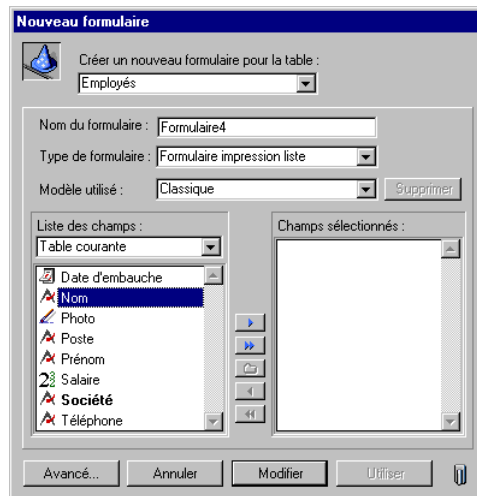 Nouveau formulaire
Créer un nouveau formulaire pour la table :
Employés
Nom du formulaire : Formulaire4
Type de formulaire : Formulaire impression liste
Modèle utilisé : Classique Supprimer
Liste des champs : Champs sélectionnés :
Table courante
Date d'embauche
Nom
Photo
Poste
Prénom
Salaire
Société
Téléphone
Avancé... Annuler Modifier Utiliser